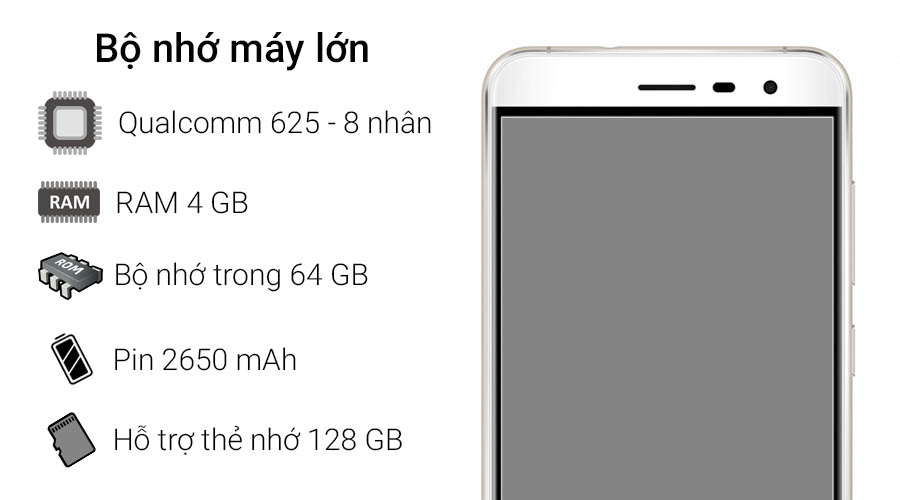 Bộ nhớ máy lớn
Qualcomm 625 - 8 nhân
RAM
RAM 4 GB
ROM
Bộ nhớ trong 64 GB
Pin 2650 mAh
Hỗ trợ thẻ nhớ 128 GB